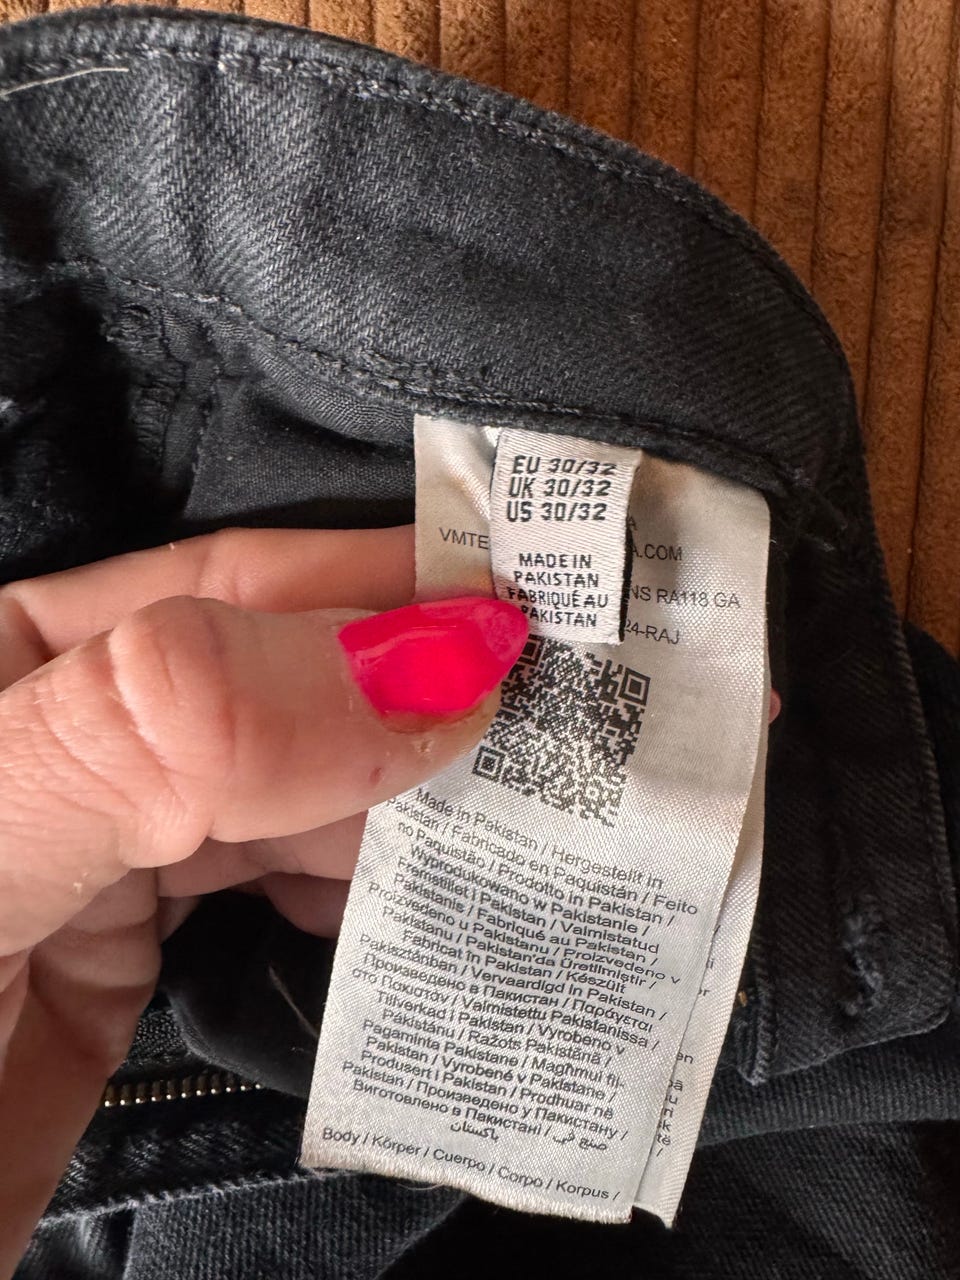 EU 30/32
UK 30/32
US 30/32
MADE IN
PAKISTAN
FABRIQUÉ AU
PAKISTAN
VMTE
A
A.COM
NS RA118 GA
24-RAJ
Made in Pakistan / Hergestellt in
Pakistan / Fabricado en Paquistán / Feito
no Paquistão / Prodotto in Pakistan /
Wyprodukowano w Pakistanie /
Fremstillet i Pakistan / Valmistatud
Pakistanis / Fabriqué au Pakistan /
Proizvedeno u Pakistanu / Proizvedeno v
Pakistanu / Pakistan'da Üretilmiştir /
Fabricat în Pakistan / Készült
Pakisztánban / Vervaardigd in Pakistan /
Произведено в Пакистан / Παράγεται
στο Πακιστάν / Valmistettu Pakistanissa /
Tillverkad i Pakistan / Vyrobeno v
Pákistánu / Ražots Pakistānā /
Pagaminta Pakistane / Magħmul fil-
Pakistan / Vyrobené v Pakistane /
Produsert i Pakistan / Prodhuar në
Pakistan / Произведено у Пакистану /
Виготовлено в Пакистані / صنع في
باكستان
Body / Körper / Cuerpo / Corpo / Korpus /